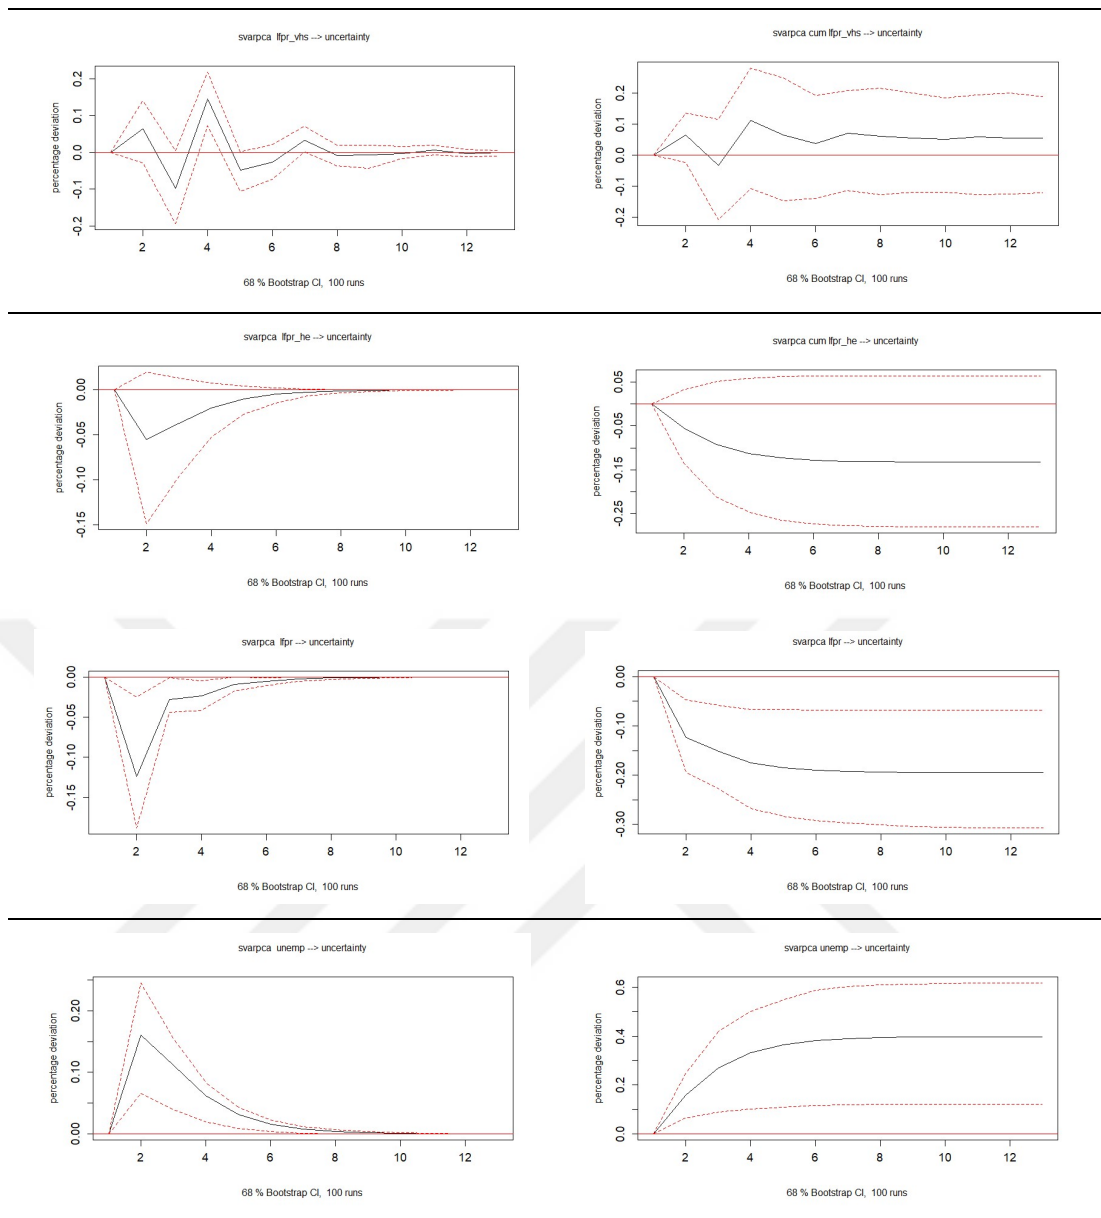 svarpca lfpr_vhs --> uncertainty
percentage deviation
0.2
0.1
0.0
-0.1
-0.2
2 4 6 8 10 12
68 % Bootstrap CI, 100 runs
svarpca cum lfpr_vhs --> uncertainty
percentage deviation
0.2
0.1
0.0
-0.1
-0.2
2 4 6 8 10 12
68 % Bootstrap CI, 100 runs
svarpca lfpr_he --> uncertainty
percentage deviation
0.00
-0.05
-0.10
-0.15
2 4 6 8 10 12
68 % Bootstrap CI, 100 runs
svarpca cum lfpr_he --> uncertainty
percentage deviation
0.05
-0.05
-0.15
-0.25
2 4 6 8 10 12
68 % Bootstrap CI, 100 runs
svarpca lfpr --> uncertainty
percentage deviation
0.00
-0.05
-0.10
-0.15
2 4 6 8 10 12
68 % Bootstrap CI, 100 runs
svarpca lfpr --> uncertainty
percentage deviation
0.00
-0.10
-0.20
-0.30
2 4 6 8 10 12
68 % Bootstrap CI, 100 runs
svarpca unemp --> uncertainty
percentage deviation
0.20
0.10
0.00
2 4 6 8 10 12
68 % Bootstrap CI, 100 runs
svarpca unemp --> uncertainty
percentage deviation
0.6
0.4
0.2
0.0
2 4 6 8 10 12
68 % Bootstrap CI, 100 runs